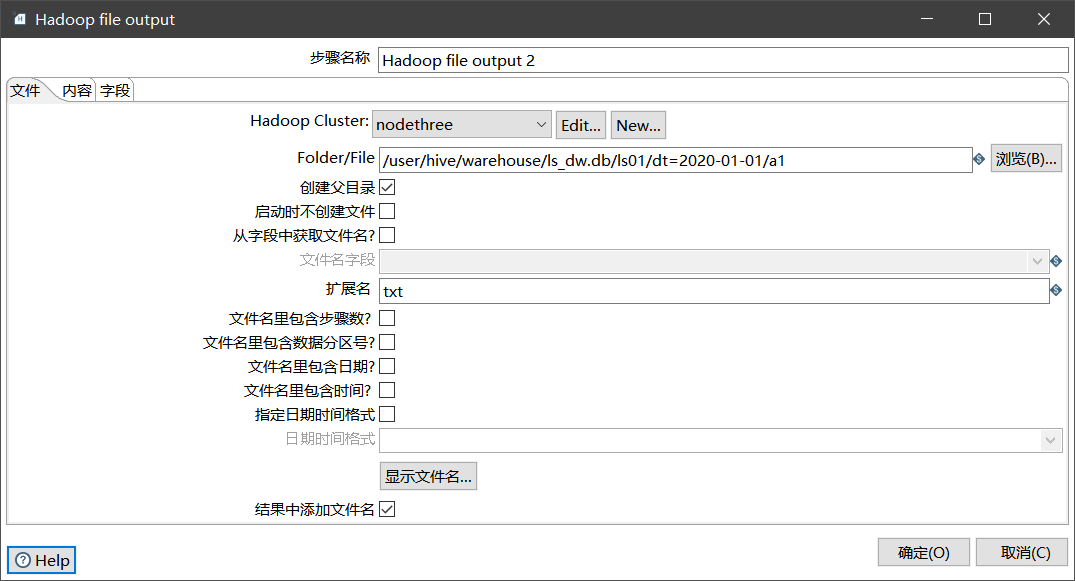 Hadoop file output
步骤名称 Hadoop file output 2
文件 内容 字段
Hadoop Cluster: nodethree Edit... New...
Folder/File /user/hive/warehouse/ls_dw.db/ls01/dt=2020-01-01/a1 浏览(B)...
创建父目录
启动时不创建文件
从字段中获取文件名?
文件名字段
扩展名 txt
文件名里包含步骤数?
文件名里包含数据分区号?
文件名里包含日期?
文件名里包含时间?
指定日期时间格式
日期时间格式
显示文件名...
结果中添加文件名
Help 确定(O) 取消(C)